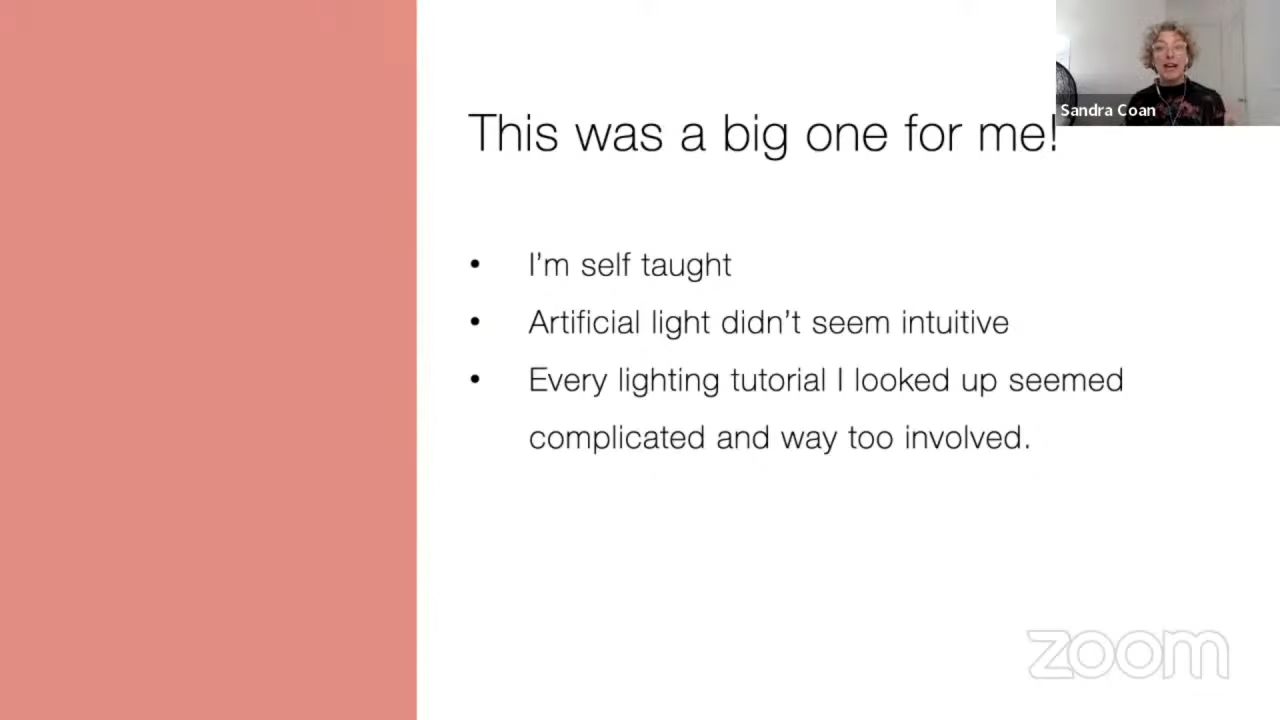 This was a big one for me!
Sandra Coan
• I’m self taught
• Artificial light didn’t seem intuitive
• Every lighting tutorial I looked up seemed
complicated and way too involved.
zoom